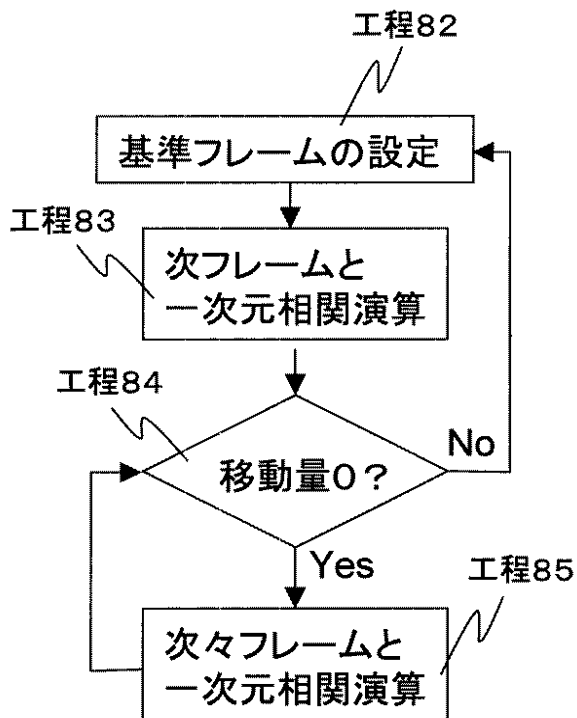 工程82
基準フレームの設定
工程83
次フレームと
一次元相関演算
工程84
移動量0?
No
Yes
工程85
次々フレームと
一次元相関演算